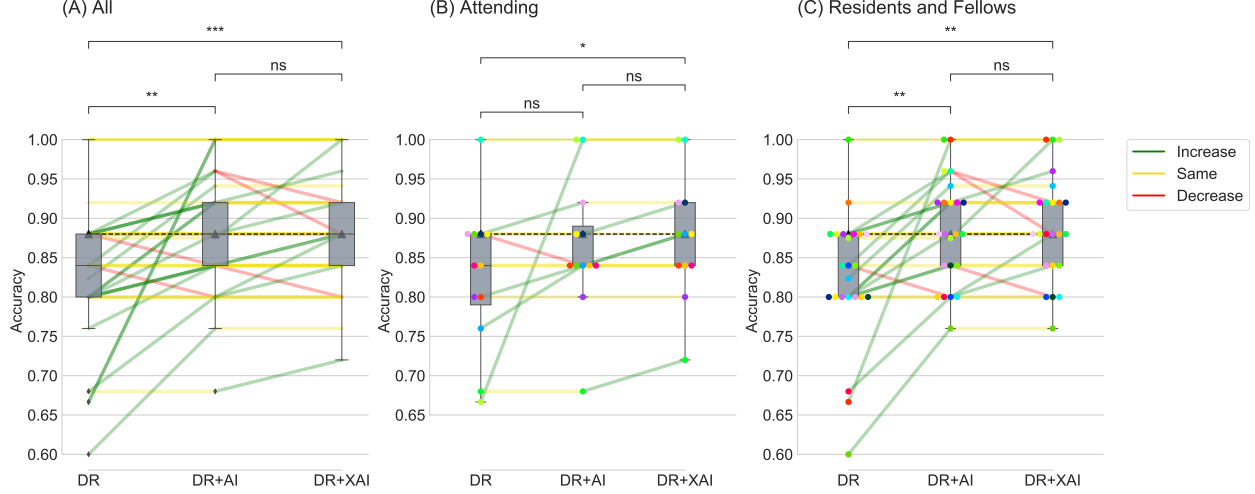 (A) All
***
ns
**
1.00
0.95
0.90
0.85
0.80
0.75
0.70
0.65
0.60
Accuracy
DR
DR+AI
DR+XAI
(B) Attending
*
ns
ns
1.00
0.95
0.90
0.85
0.80
0.75
0.70
0.65
Accuracy
DR
DR+AI
DR+XAI
(C) Residents and Fellows
**
ns
**
1.00
0.95
0.90
0.85
0.80
0.75
0.70
0.65
0.60
Accuracy
DR
DR+AI
DR+XAI
Increase
Same
Decrease